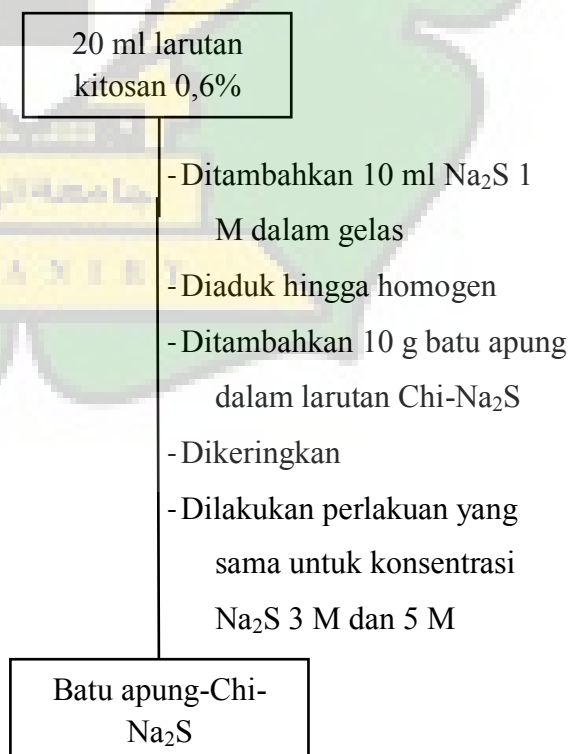 20 ml larutan
kitosan 0,6%
-Ditambahkan 10 ml Na₂S 1
M dalam gelas
-Diaduk hingga homogen
-Ditambahkan 10 g batu apung
dalam larutan Chi-Na₂S
-Dikeringkan
-Dilakukan perlakuan yang
sama untuk konsentrasi
Na₂S 3 M dan 5 M
Batu apung-Chi-
Na₂S